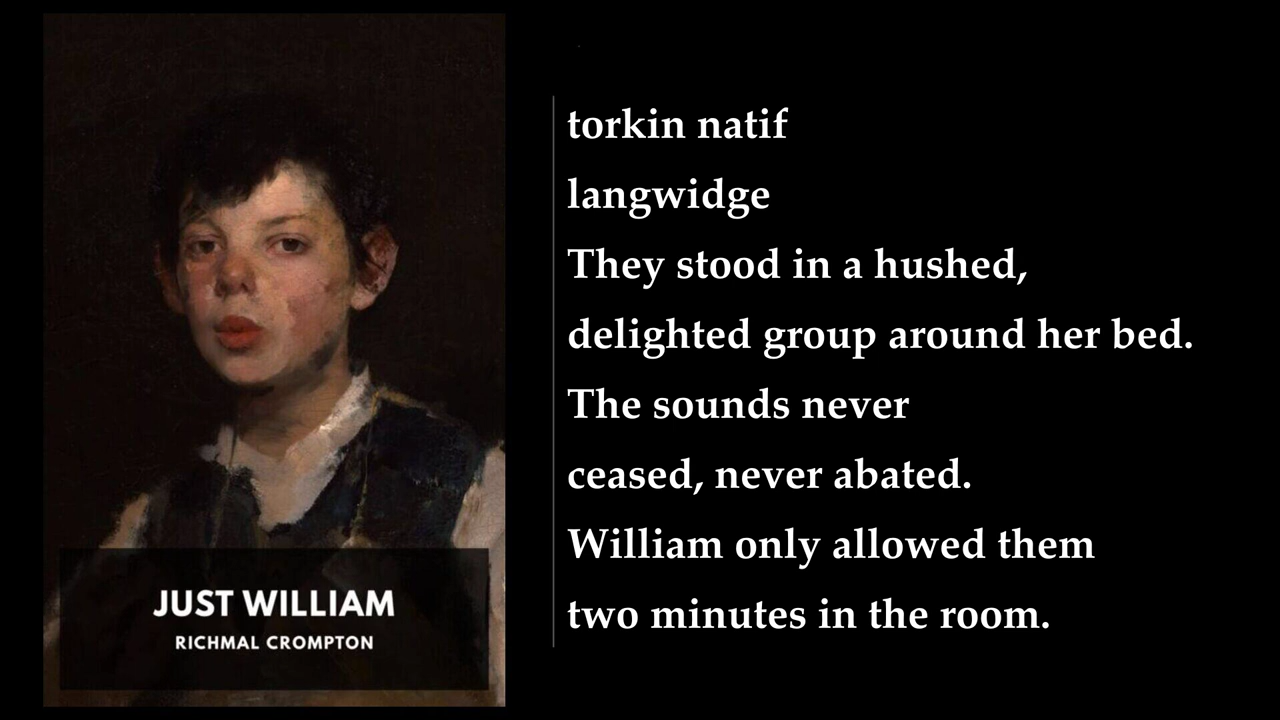 JUST WILLIAM
RICHMAL CROMPTON
torkin natif
langwidge
They stood in a hushed,
delighted group around her bed.
The sounds never
ceased, never abated.
William only allowed them
two minutes in the room.